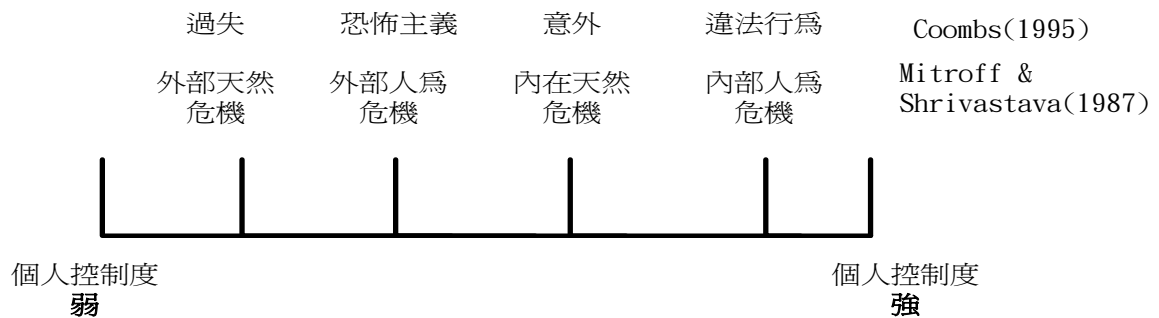 過失 恐怖主義 意外 違法行爲 Coombs(1995)
外部天然 外部人爲 內在天然 內部人爲 Mitroff &
危機 危機 危機 危機 Shrivastava(1987)
個人控制度 個人控制度
弱 強